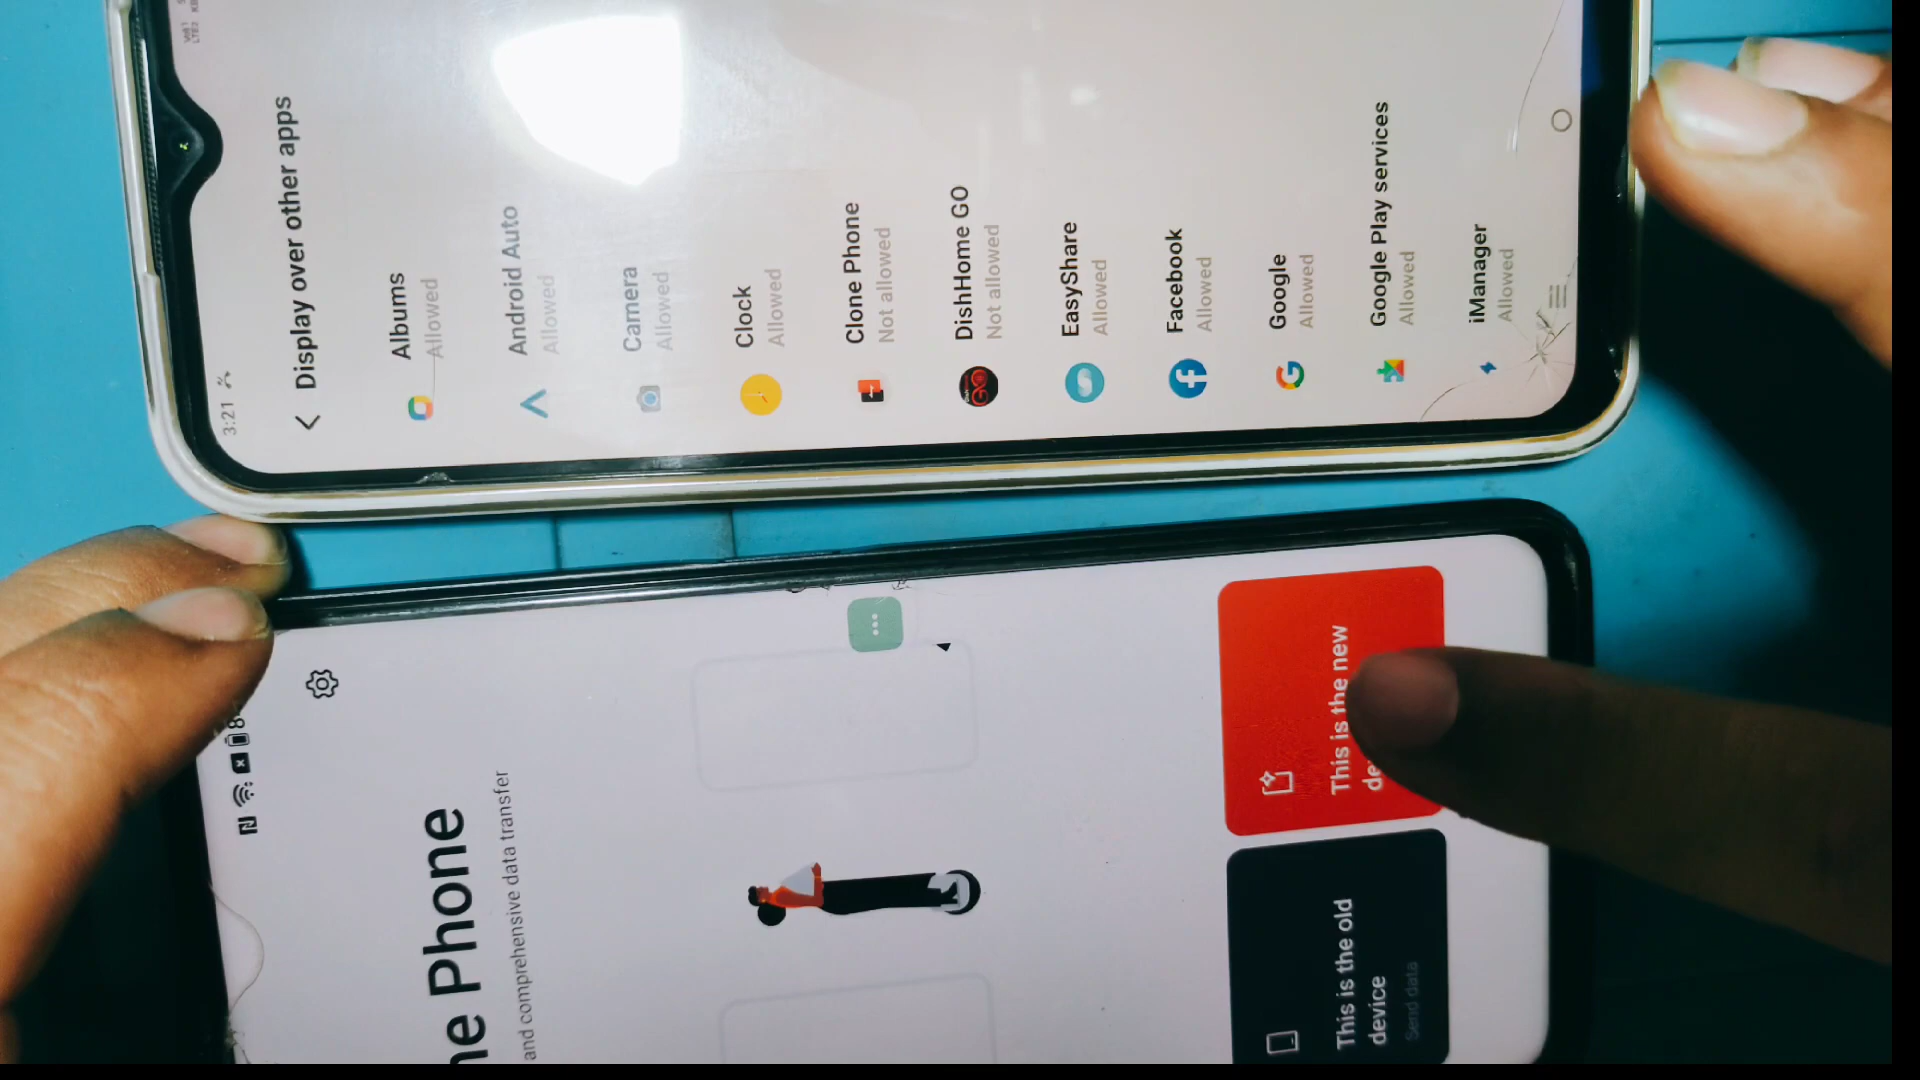 3:21
Display over other apps
Albums
Allowed
Android Auto
Allowed
Camera
Allowed
Clock
Allowed
Clone Phone
Not allowed
DishHome GO
Not allowed
EasyShare
Allowed
Facebook
Allowed
Google
Allowed
Google Play services
Allowed
iManager
Allowed
ne Phone
and comprehensive data transfer
This is the old
device
Send data
This is the new